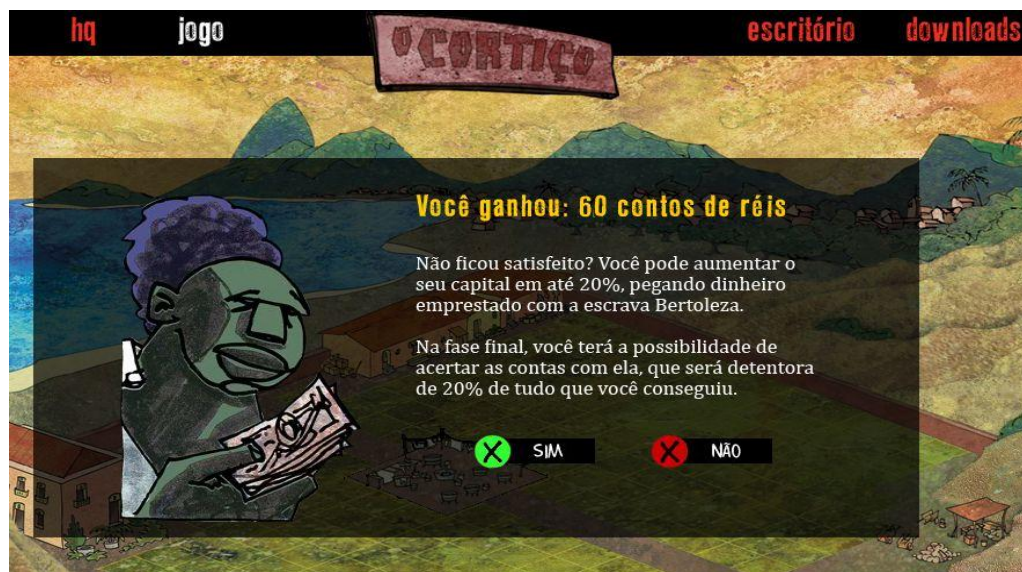 hq
jogo
O CORTIÇO
escritório
downloads
Você ganhou: 60 contos de réis
Não ficou satisfeito? Você pode aumentar o
seu capital em até 20%, pegando dinheiro
emprestado com a escrava Bertoleza.
Na fase final, você terá a possibilidade de
acertar as contas com ela, que será detentora
de 20% de tudo que você conseguiu.
X SIM
X NÃO